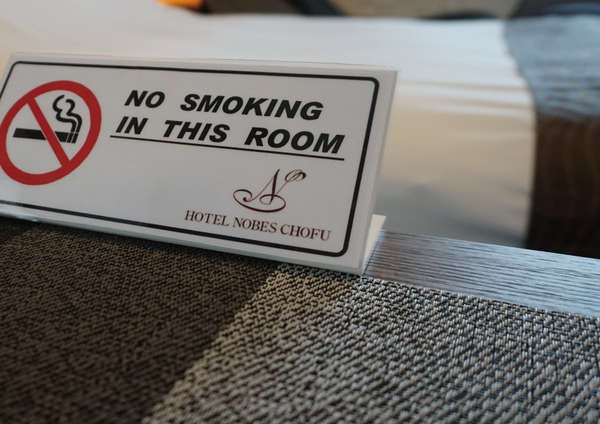 NO SMOKING
IN THIS ROOM
HOTEL NOBES CHOFU